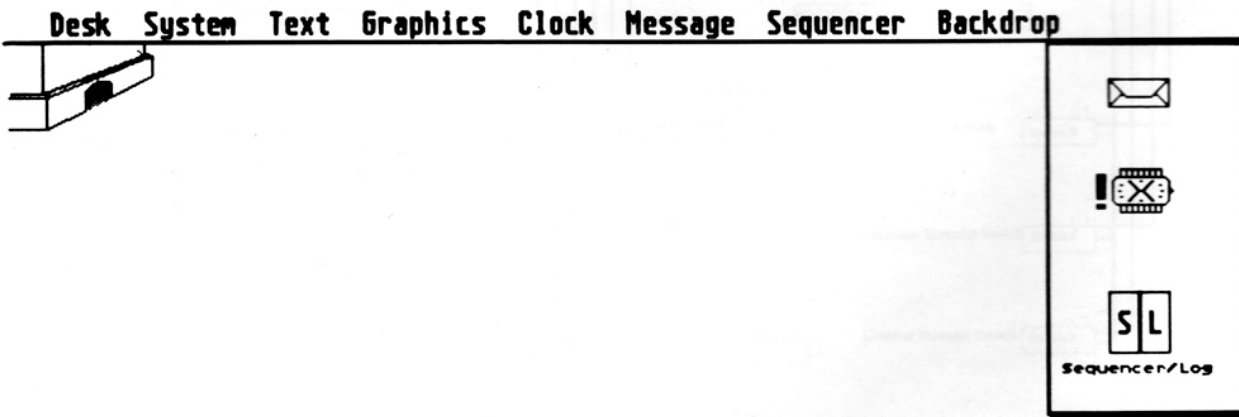 Desk System Text Graphics Clock Message Sequencer Backdrop
S L
Sequencer/Log